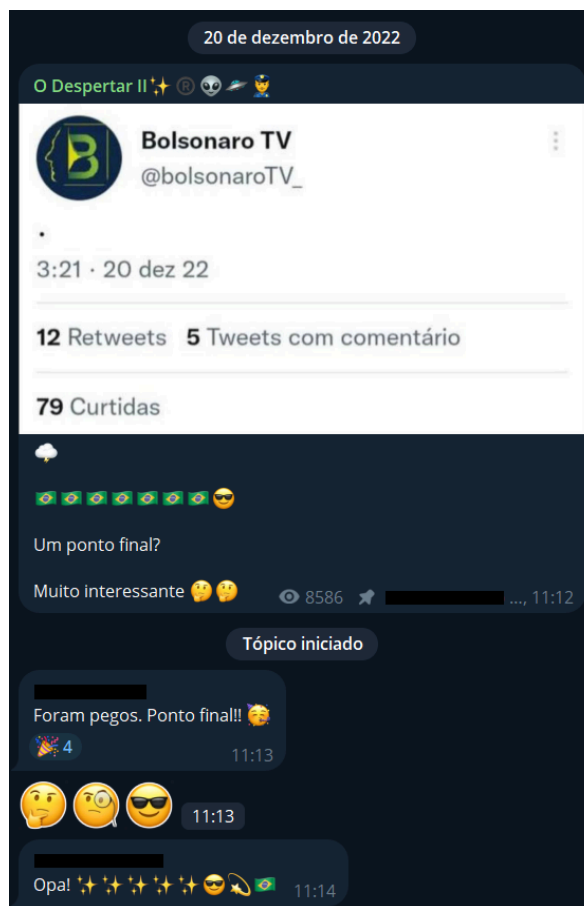 20 de dezembro de 2022
O Despertar II✨®️👽🛸👮
Bolsonaro TV
@bolsonaroTV_
.
3:21 · 20 dez 22
12 Retweets 5 Tweets com comentário
79 Curtidas
🌩
🇧🇷🇧🇷🇧🇷🇧🇷🇧🇷🇧🇷🇧🇷😎
Um ponto final?
Muito interessante 🤔🤔 8586 ..., 11:12
Tópico iniciado
Foram pegos. Ponto final!! 🥳
🎉 4 11:13
🤔🧐😎 11:13
Opa! ✨✨✨✨✨😎💫🇧🇷 11:14